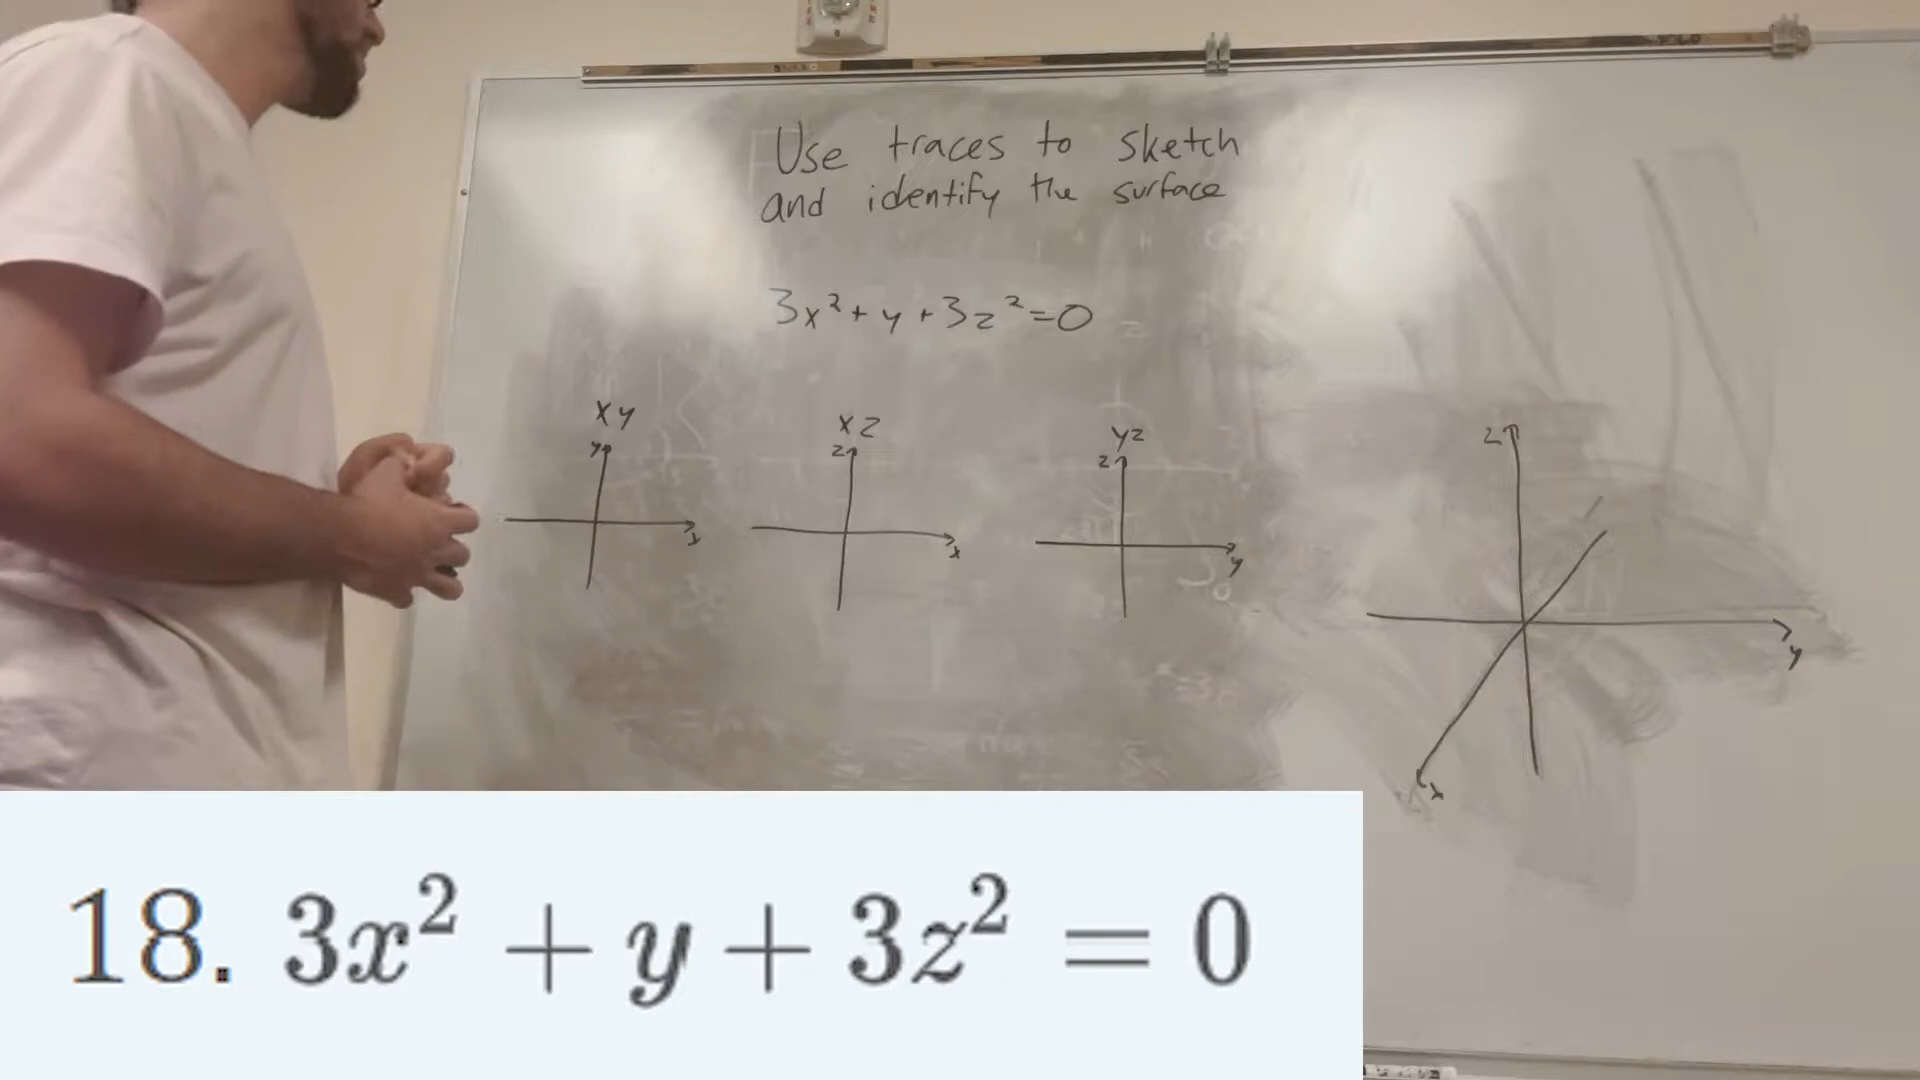 Use traces to sketch
and identify the surface
3x²+y+3z²=0
xy
xz
yz
y
x
z
x
z
y
z
y
x
18. 3x² + y + 3z² = 0